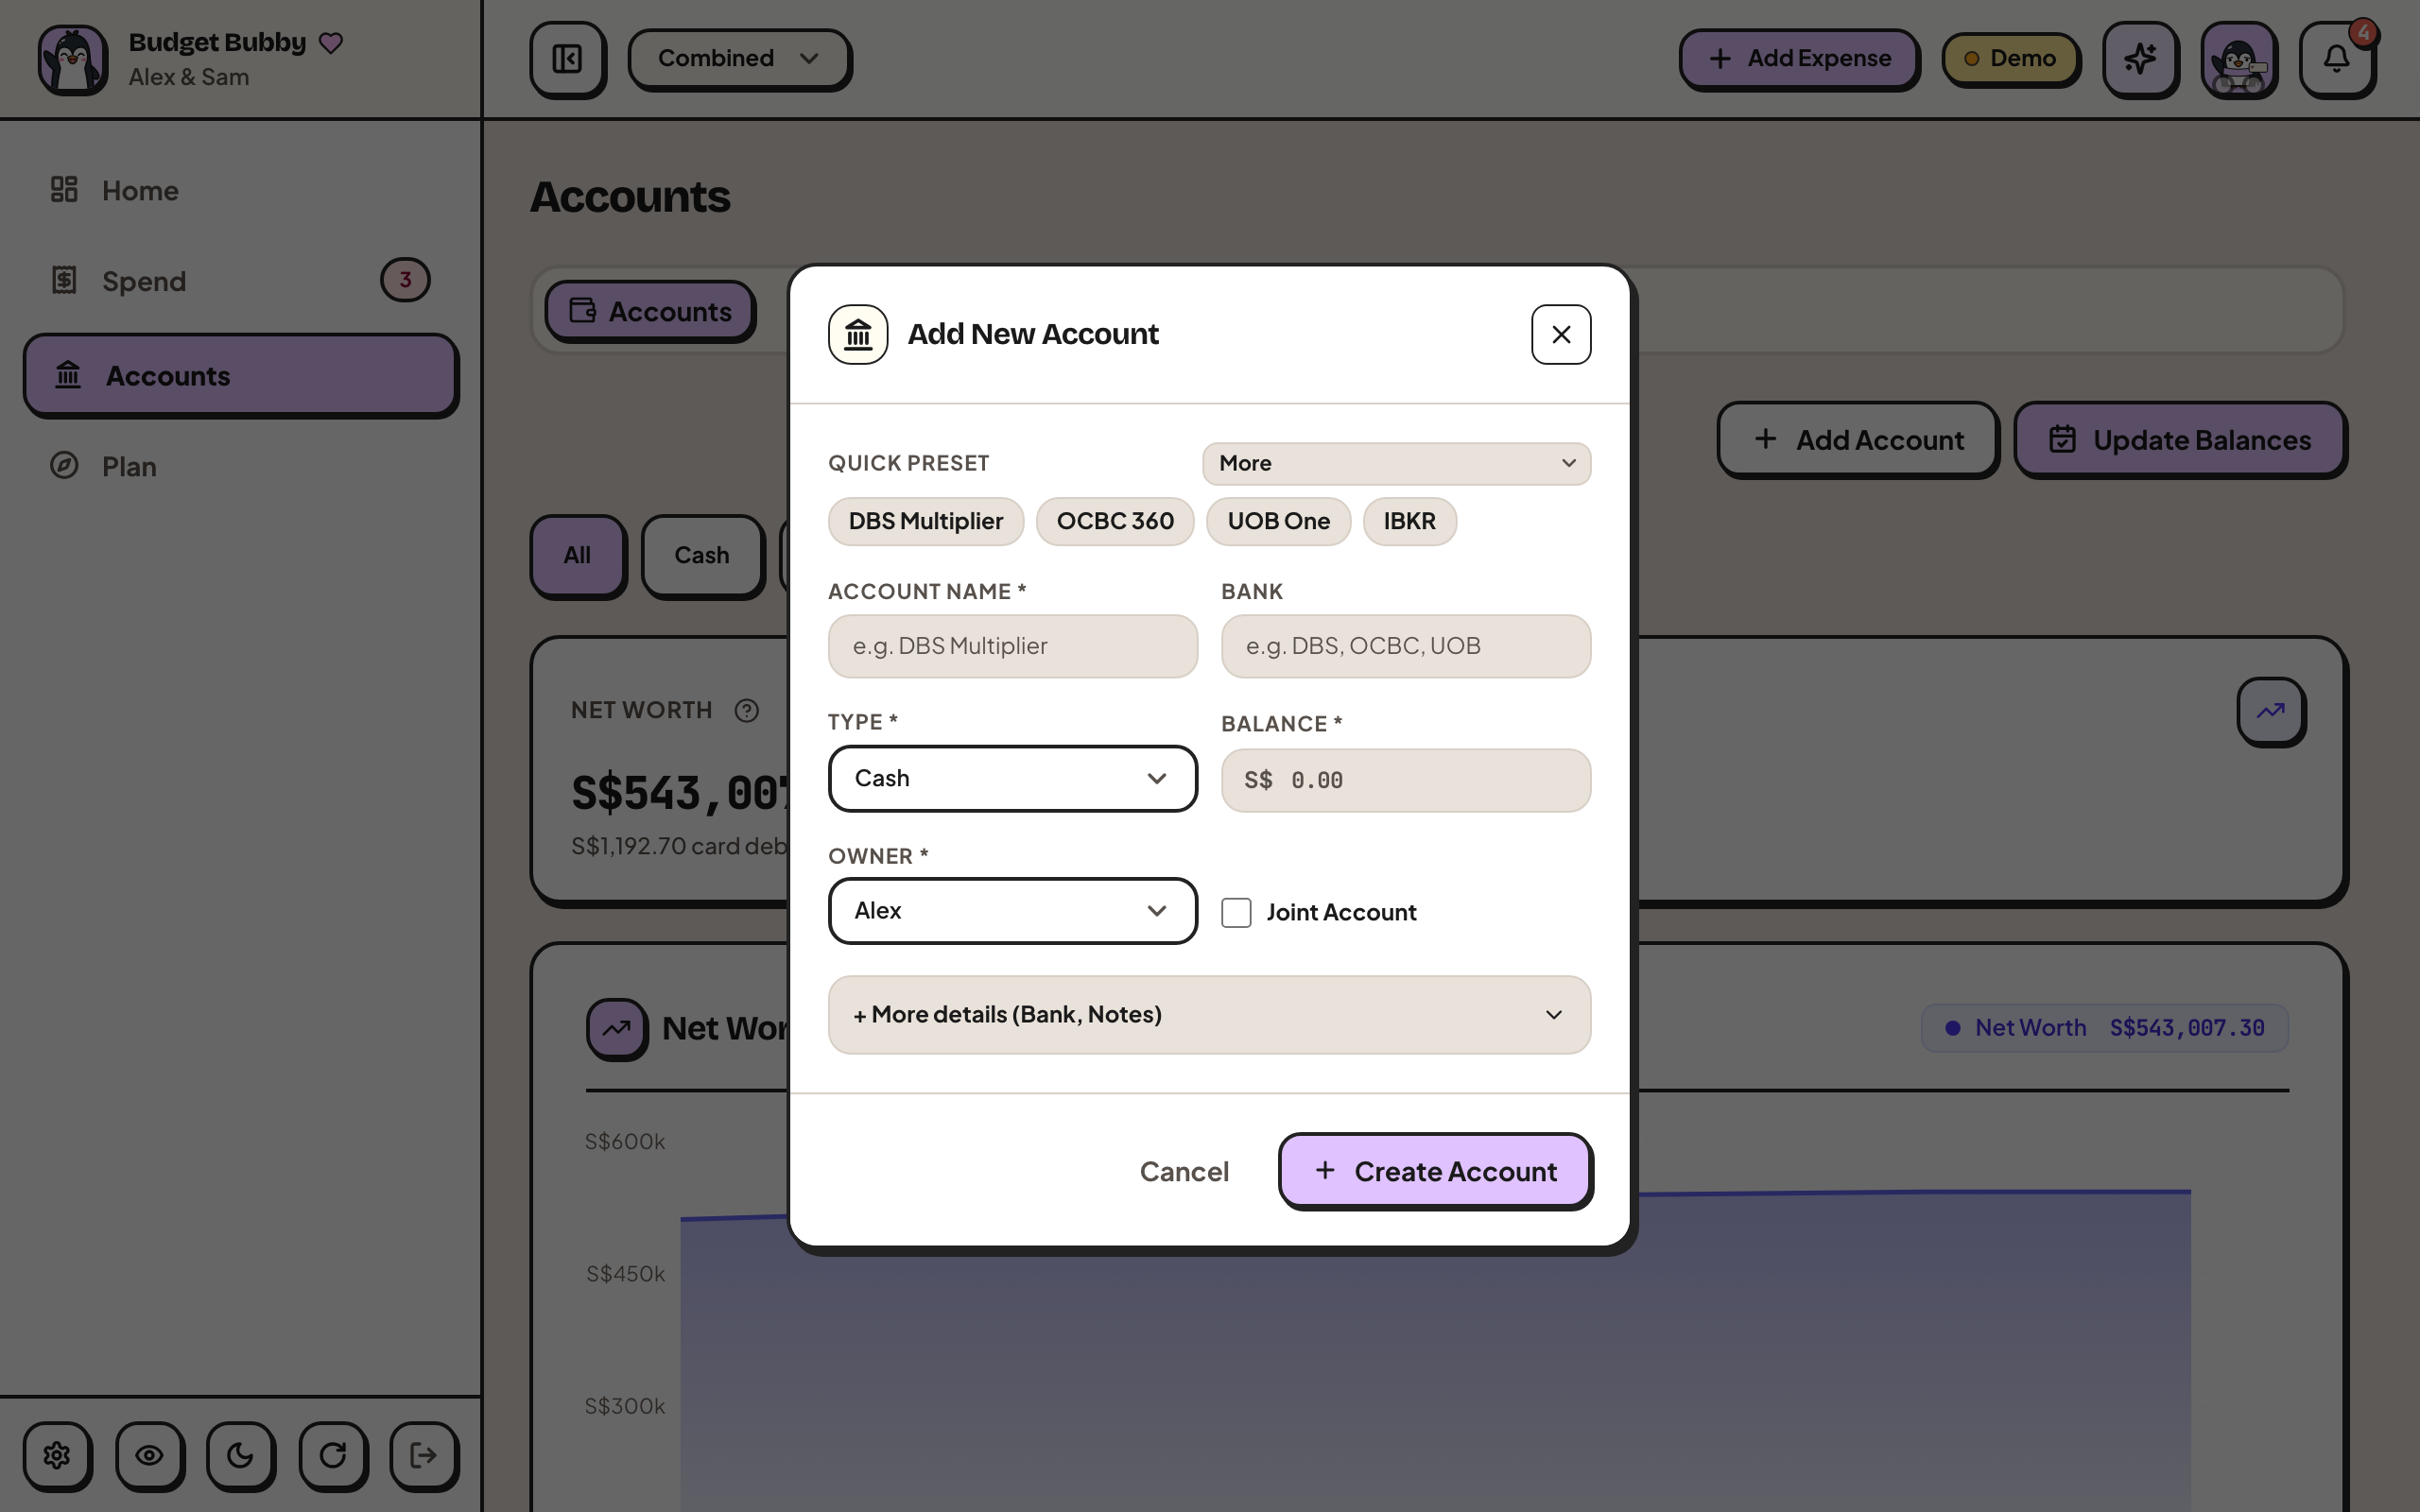 Budget Bubby
Alex & Sam
Combined
Add Expense
Demo
4
Home
Spend
3
Accounts
Plan
Accounts
Accounts
Add Account
Update Balances
All
Cash
NET WORTH
S$543,007
S$1,192.70 card deb
Net Wor
Net Worth S$543,007.30
S$600k
S$450k
S$300k
Add New Account
QUICK PRESET
More
DBS Multiplier
OCBC 360
UOB One
IBKR
ACCOUNT NAME *
BANK
e.g. DBS Multiplier
e.g. DBS, OCBC, UOB
TYPE *
BALANCE *
Cash
S$ 0.00
OWNER *
Alex
Joint Account
+ More details (Bank, Notes)
Cancel
Create Account